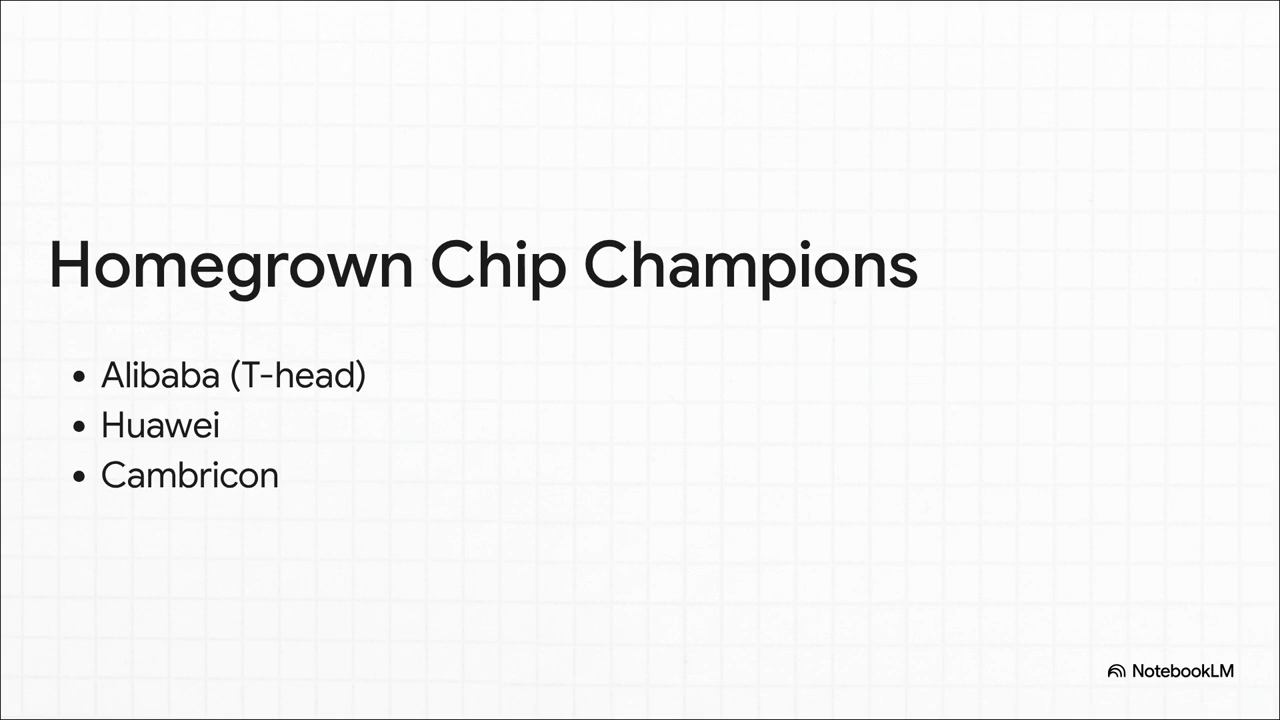 Homegrown Chip Champions
• Alibaba (T-head)
• Huawei
• Cambricon
NotebookLM